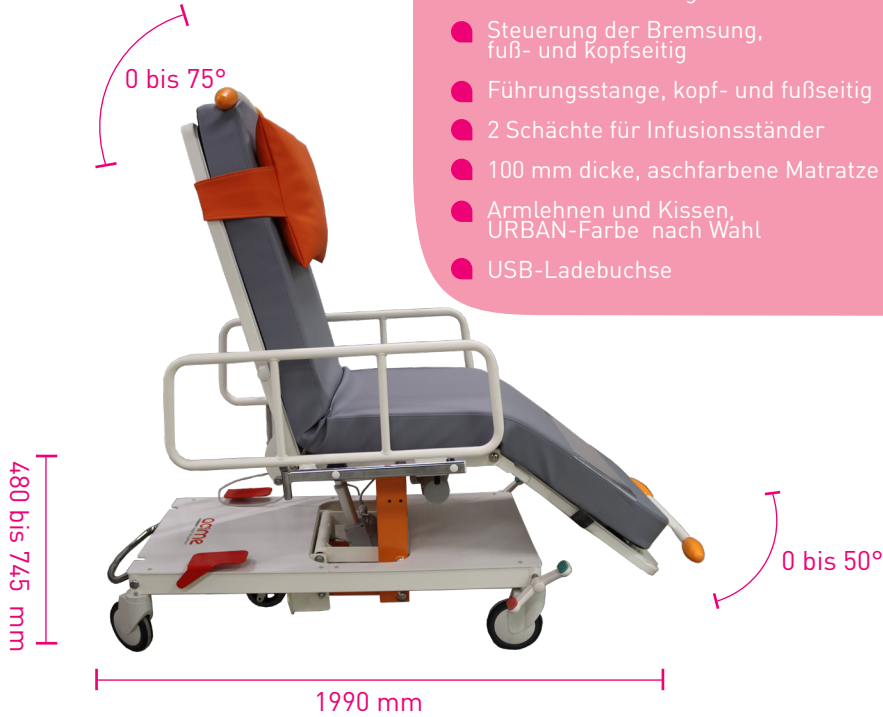 Steuerung der Bremsung,
fuß- und kopfseitig
Führungsstange, kopf- und fußseitig
2 Schächte für Infusionsständer
100 mm dicke, aschfarbene Matratze
Armlehnen und Kissen,
URBAN-Farbe nach Wahl
USB-Ladebuchse
0 bis 75°
480 bis 745 mm
0 bis 50°
1990 mm